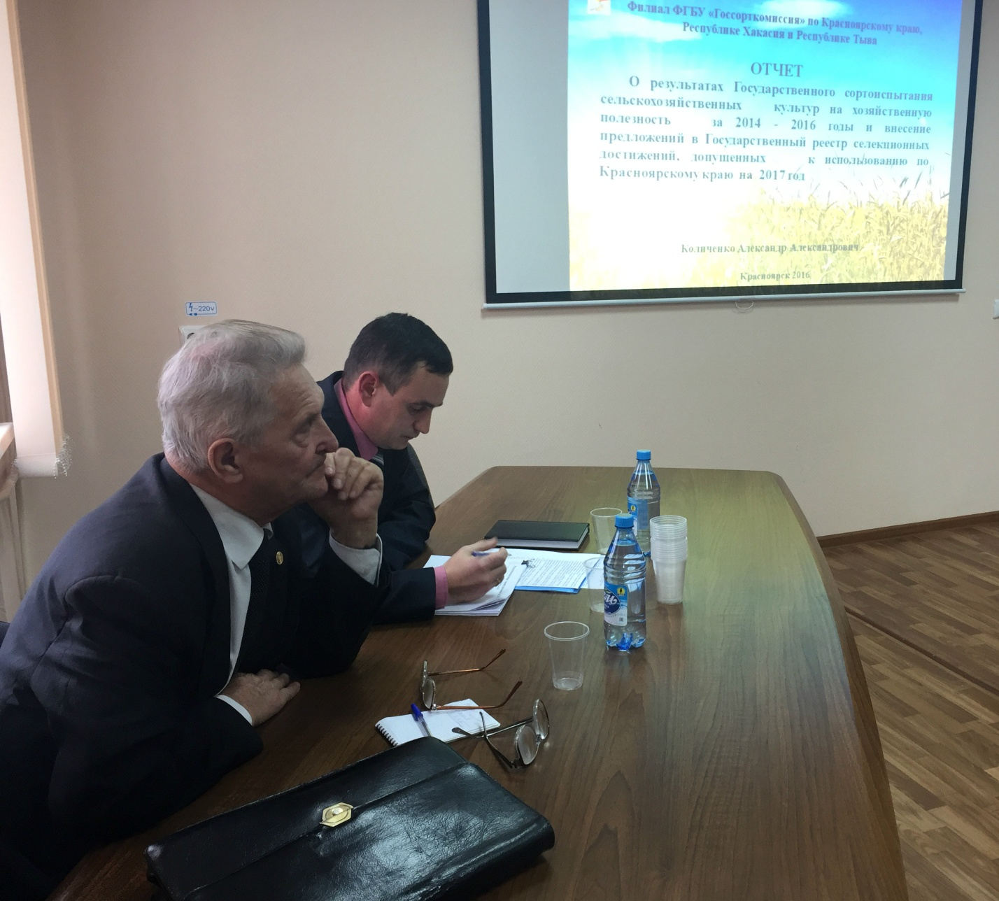 Филиал ФГБУ «Госсорткомиссия» по Красноярскому краю,
Республике Хакасия и Республике Тыва
ОТЧЕТ
О результатах Государственного сортоиспытания
сельскохозяйственных культур на хозяйственную
полезность за 2014 - 2016 годы и внесение
предложений в Государственный реестр селекционных
достижений, допущенных к использованию по
Красноярскому краю на 2017 год
Количенко Александр Александрович
Красноярск 2016
~220v